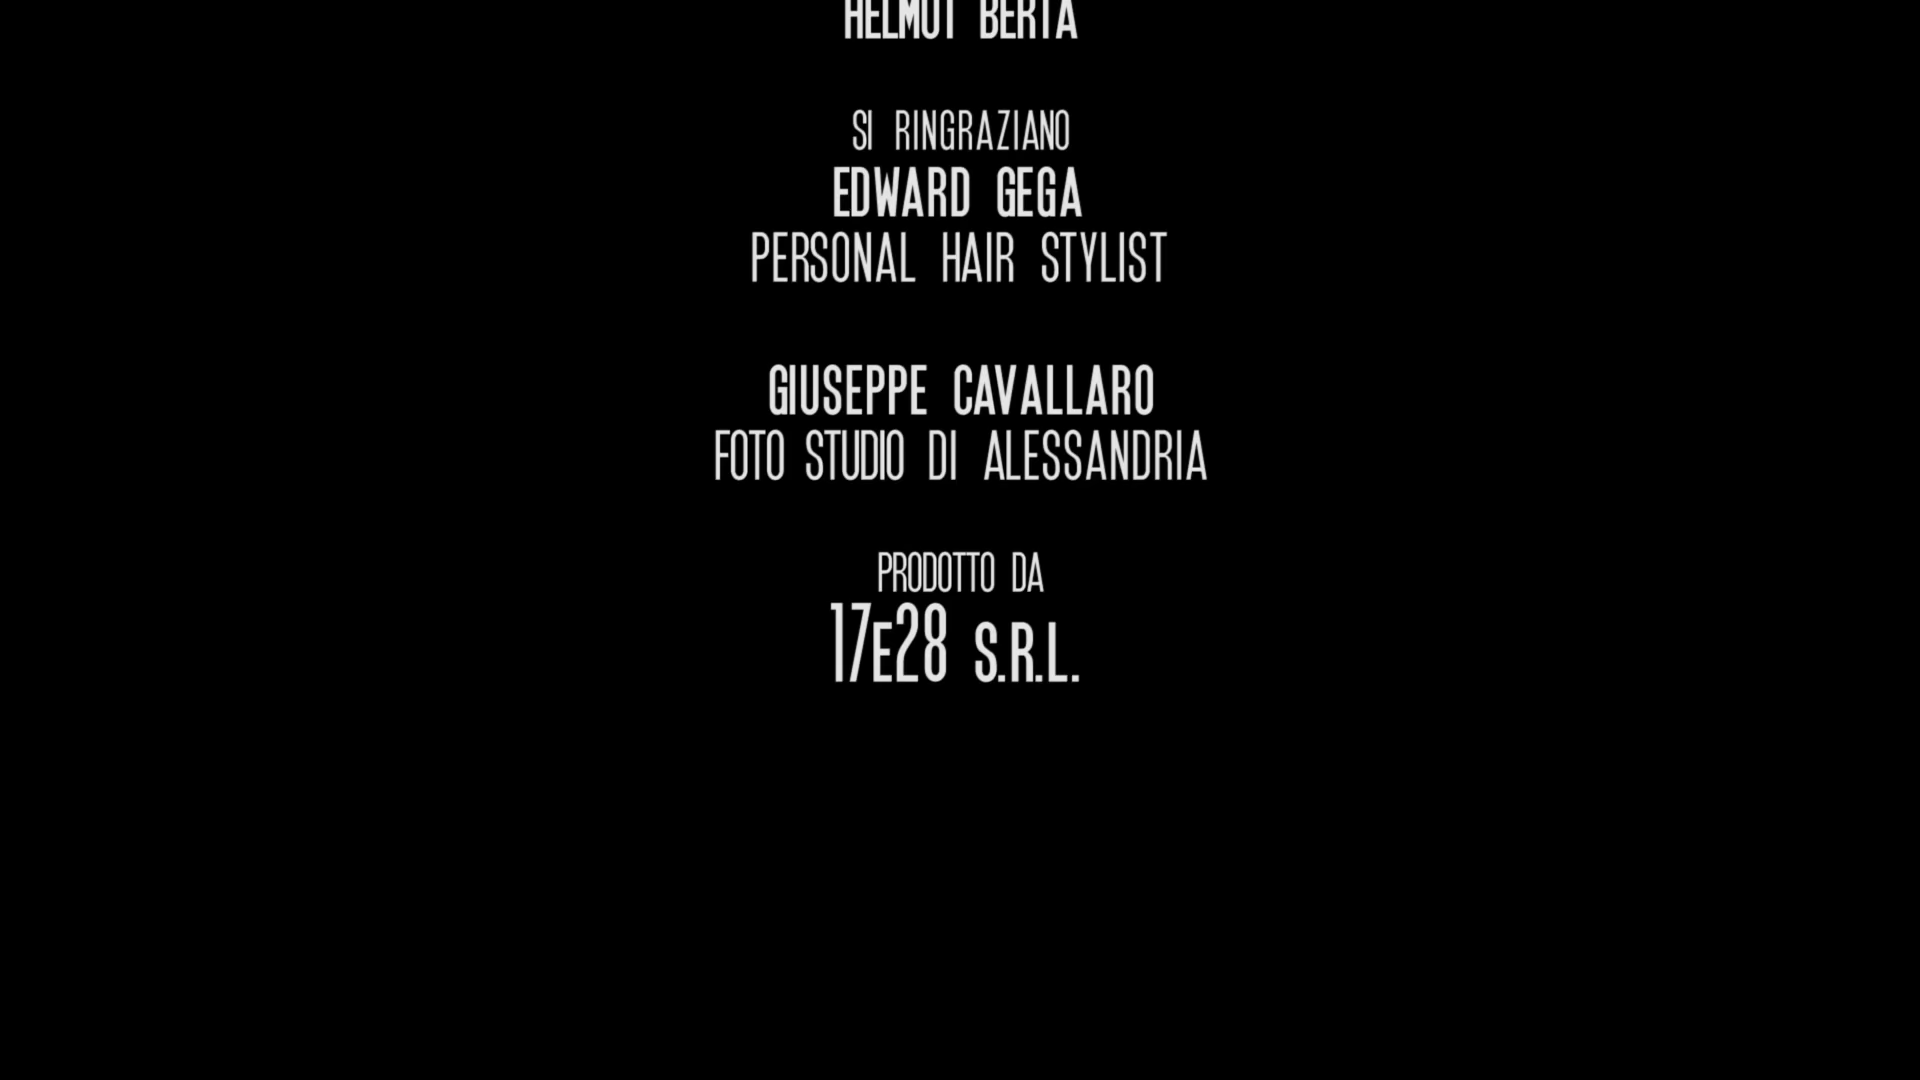 HELMUT BERTA
SI RINGRAZIANO
EDWARD GEGA
PERSONAL HAIR STYLIST
GIUSEPPE CAVALLARO
FOTO STUDIO DI ALESSANDRIA
PRODOTTO DA
17E28 S.R.L.